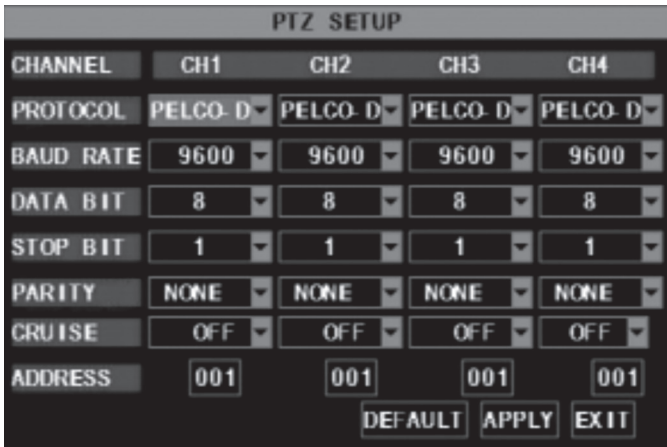 PTZ SETUP
CHANNEL CH1 CH2 CH3 CH4
PROTOCOL PELCO-D PELCO-D PELCO-D PELCO-D
BAUD RATE 9600 9600 9600 9600
DATA BIT 8 8 8 8
STOP BIT 1 1 1 1
PARITY NONE NONE NONE NONE
CRUISE OFF OFF OFF OFF
ADDRESS 001 001 001 001
DEFAULT APPLY EXIT